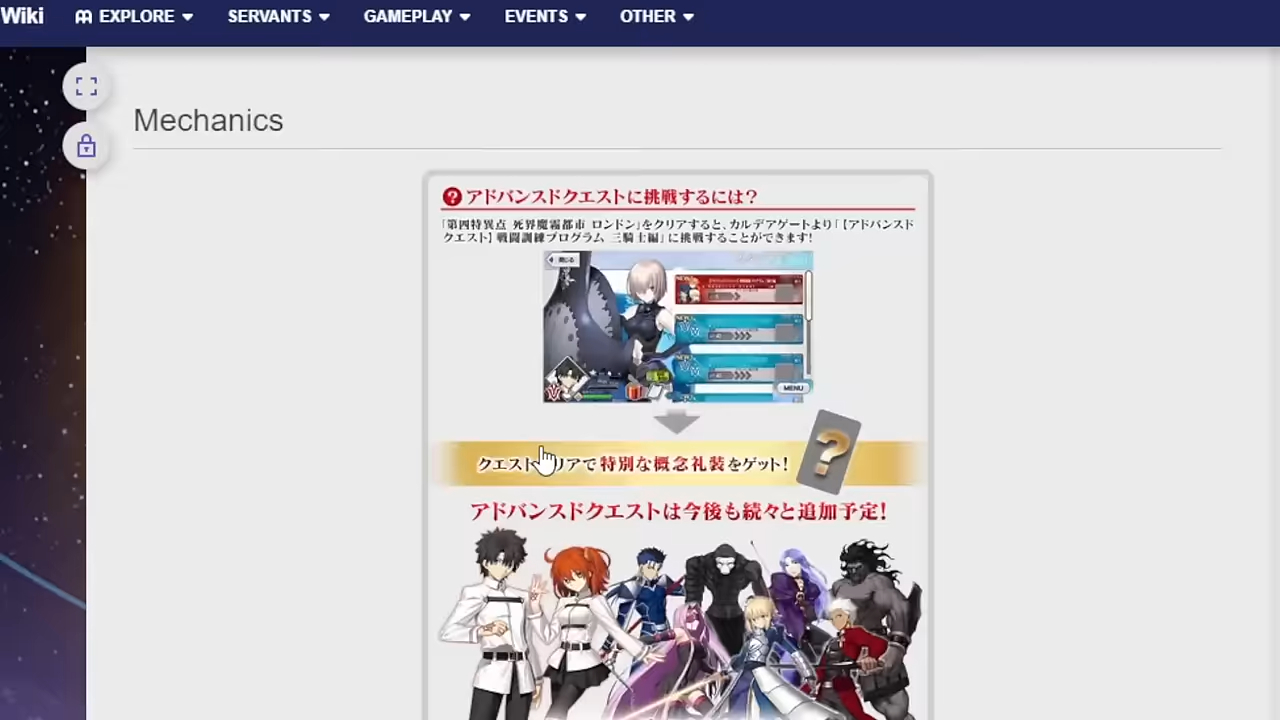 Wiki EXPLORE SERVANTS GAMEPLAY EVENTS OTHER
Mechanics
? アドバンスドクエストに挑戦するには?
「第四特異点 死界魔霧都市 ロンドン」をクリアすると、カルデアゲートより「【アドバンスド
クエスト】 戦闘訓練プログラム 三騎士編」に挑戦することができます!
閉じる
MENU
クエスト リアで特別な概念礼装をゲット!
?
アドバンスドクエストは今後も続々と追加予定!